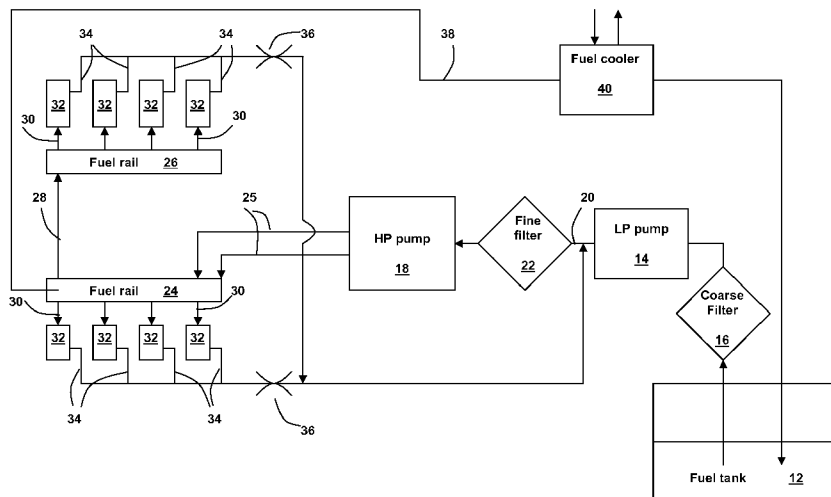 34
34
36
38
Fuel cooler
40
32
32
32
32
30
30
Fuel rail 26
28
25
20
Fine
filter
22
LP pump
14
HP pump
18
Coarse
Filter
16
Fuel rail 24
30
30
32
32
32
32
34
34
36
Fuel tank 12